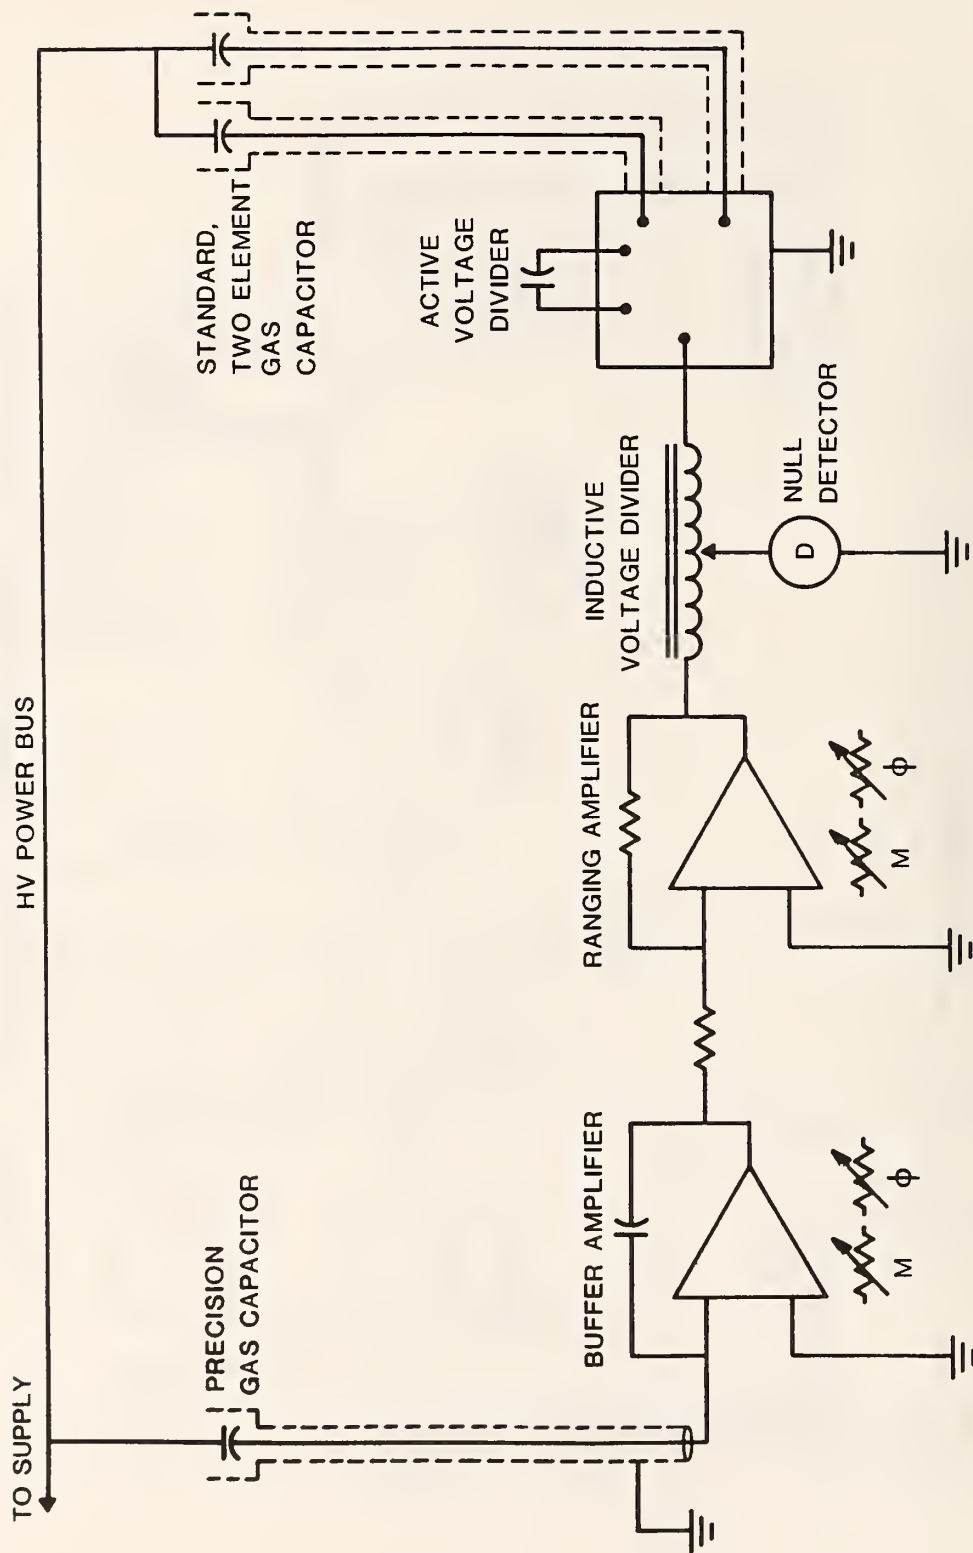 TO SUPPLY
HV POWER BUS
PRECISION
GAS CAPACITOR
STANDARD,
TWO ELEMENT
GAS
CAPACITOR
BUFFER AMPLIFIER
M
ϕ
RANGING AMPLIFIER
M
ϕ
INDUCTIVE
VOLTAGE DIVIDER
D
NULL
DETECTOR
ACTIVE
VOLTAGE
DIVIDER